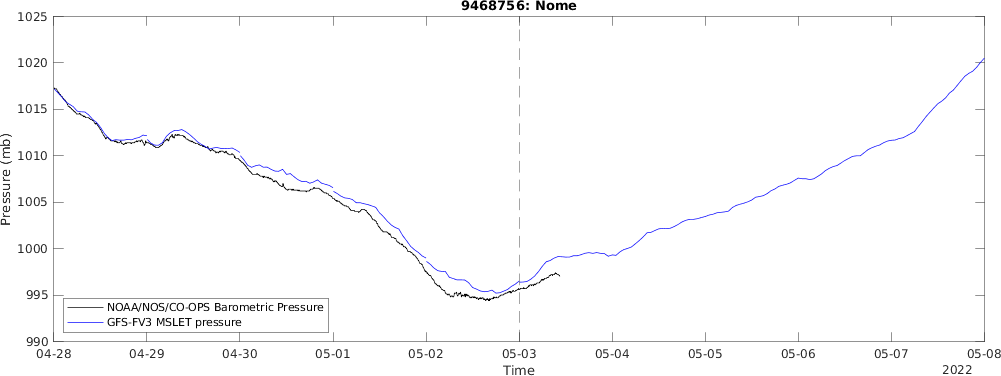 9468756: Nome
1025
1020
1015
1010
1005
1000
995
990
Pressure (mb)
NOAA/NOS/CO-OPS Barometric Pressure
GFS-FV3 MSLET pressure
04-28 04-29 04-30 05-01 05-02 05-03 05-04 05-05 05-06 05-07 05-08
Time
2022